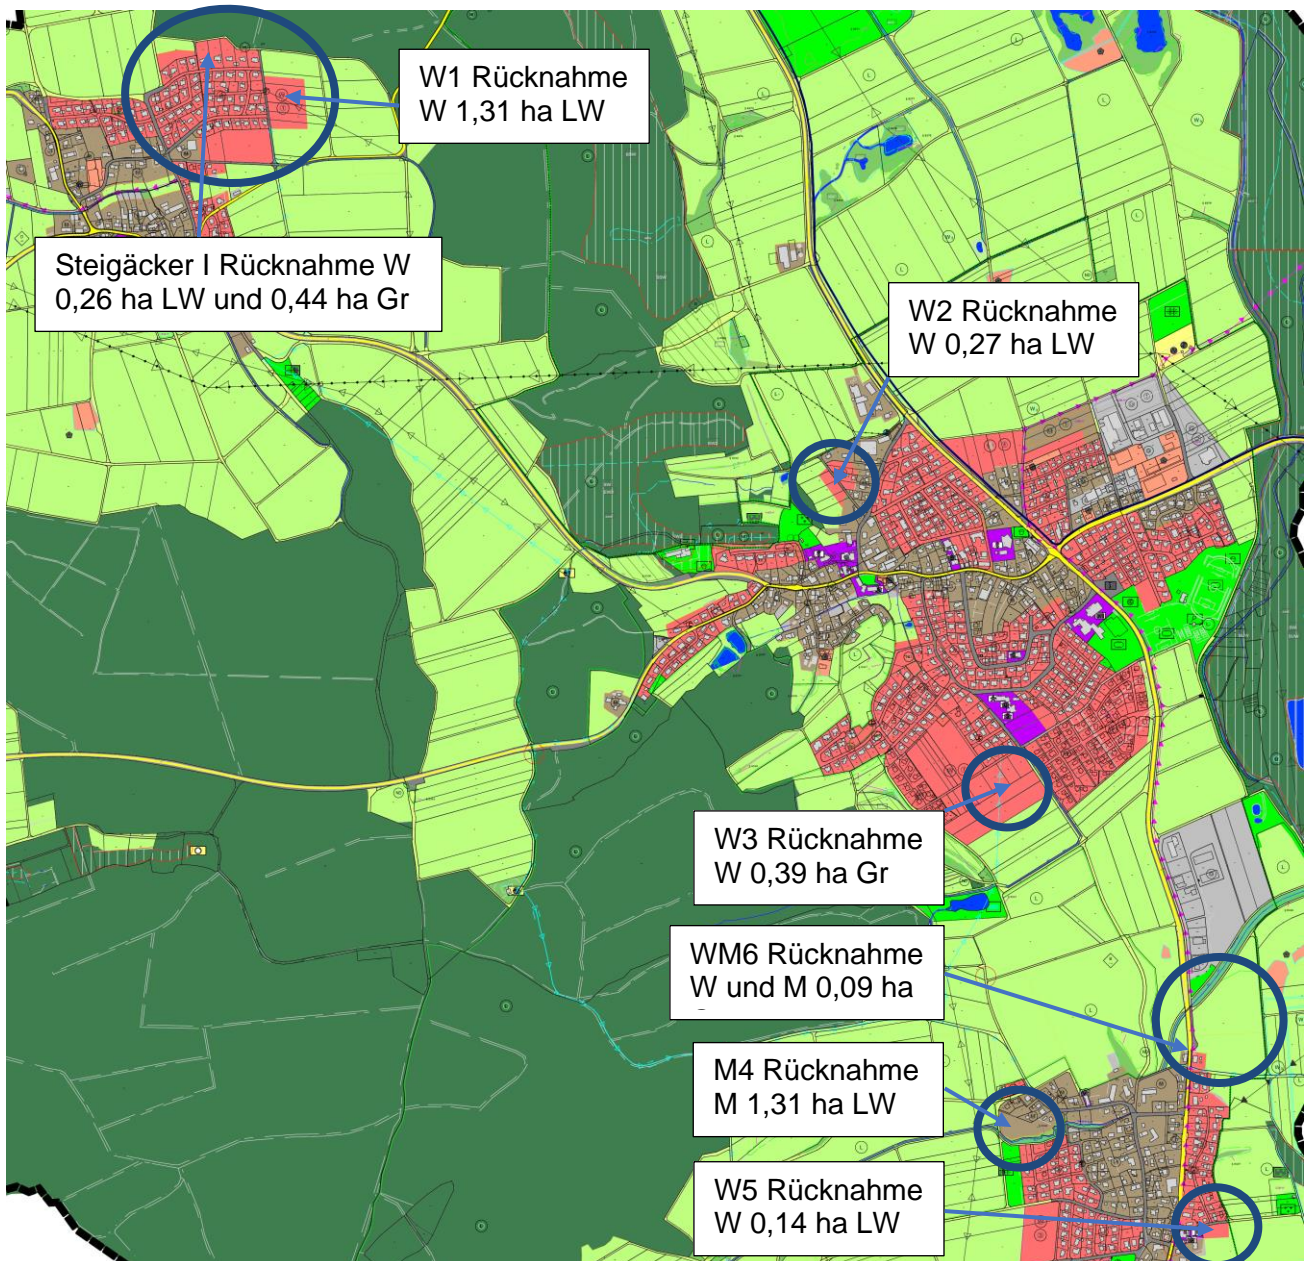 W1 Rücknahme
W 1,31 ha LW
Steigäcker I Rücknahme W
0,26 ha LW und 0,44 ha Gr
W2 Rücknahme
W 0,27 ha LW
W3 Rücknahme
W 0,39 ha Gr
WM6 Rücknahme
W und M 0,09 ha
M4 Rücknahme
M 1,31 ha LW
W5 Rücknahme
W 0,14 ha LW